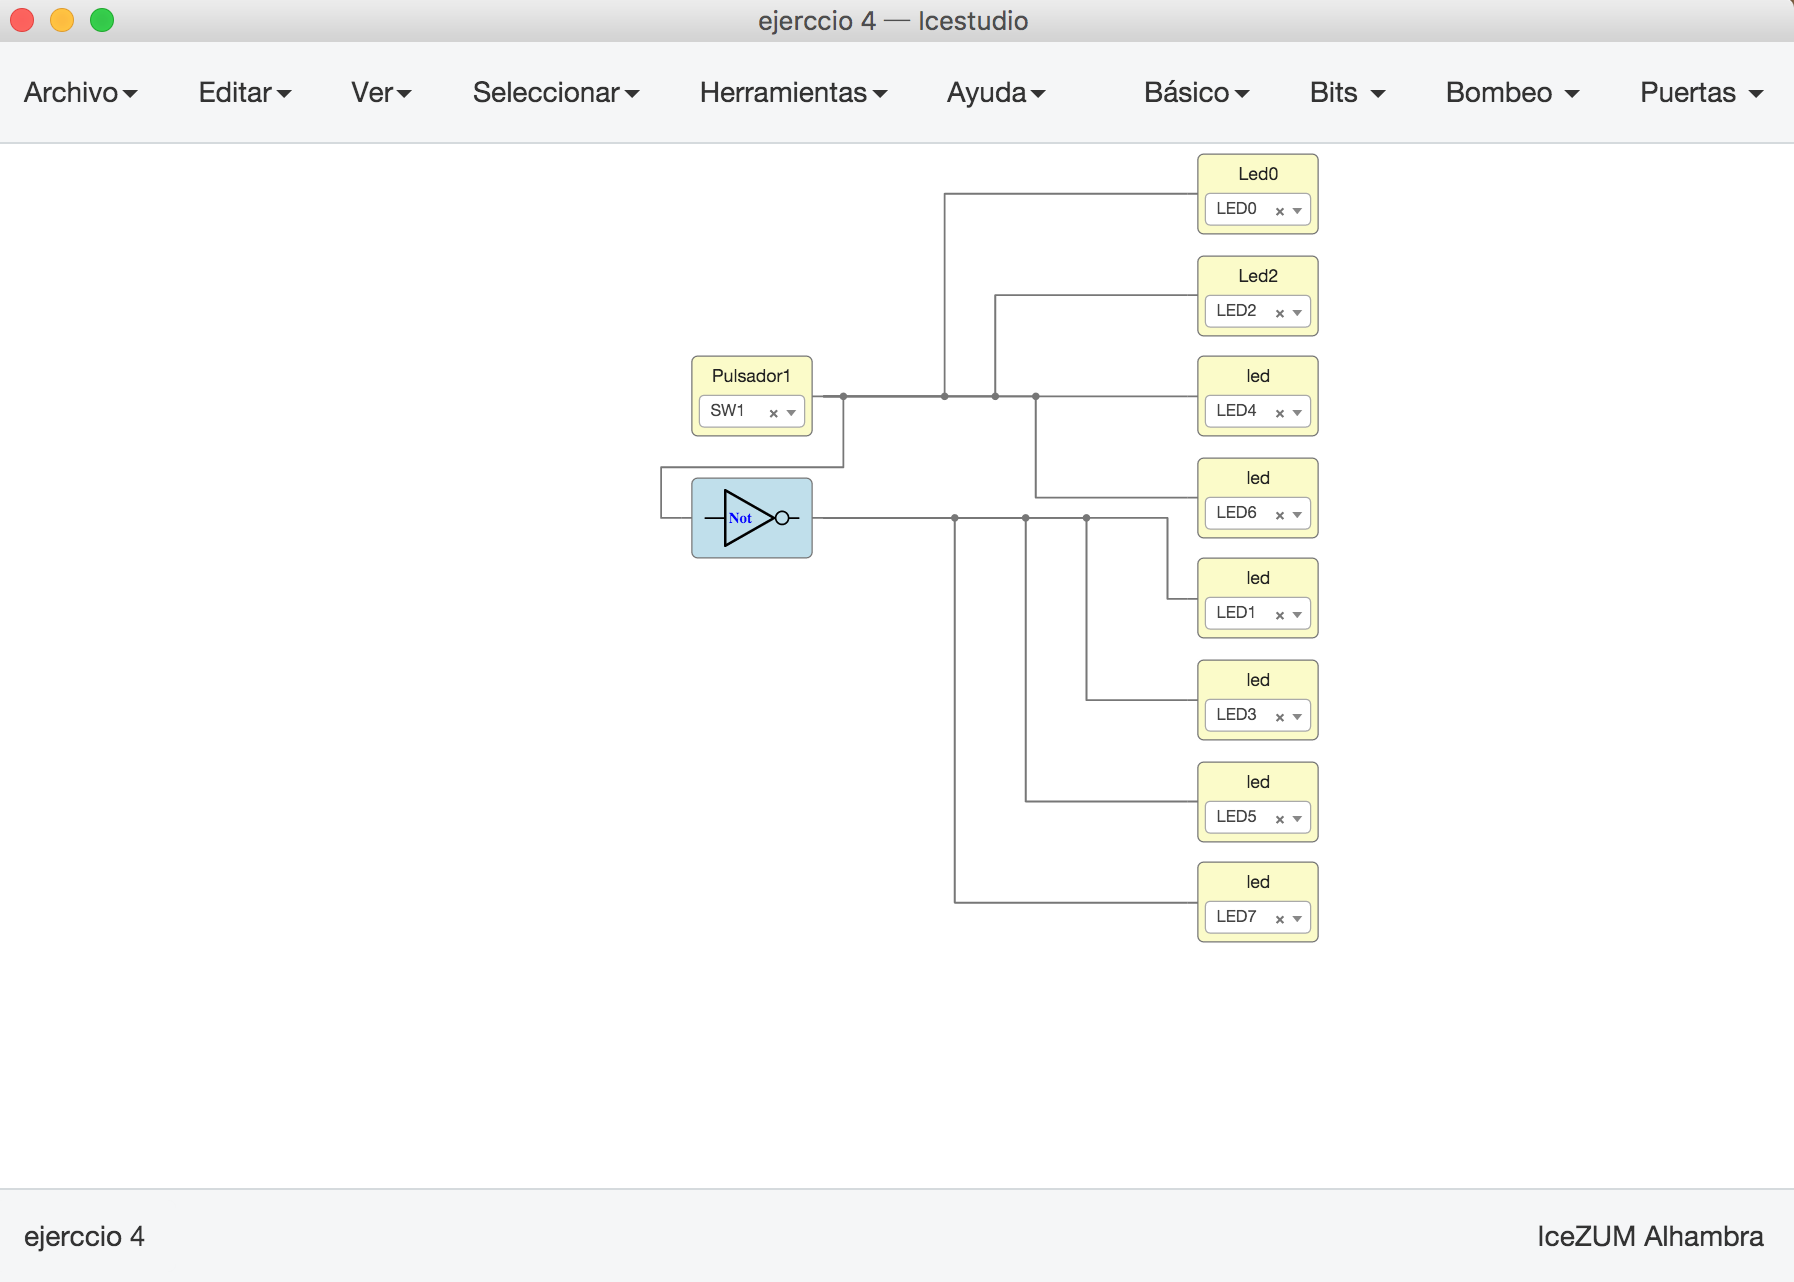 ejerccio 4 — Icestudio
Archivo Editar Ver Seleccionar Herramientas Ayuda Básico Bits Bombeo Puertas
Led0
LED0
Led2
LED2
Pulsador1
SW1
led
LED4
led
LED6
Not
led
LED1
led
LED3
led
LED5
led
LED7
ejerccio 4
IceZUM Alhambra